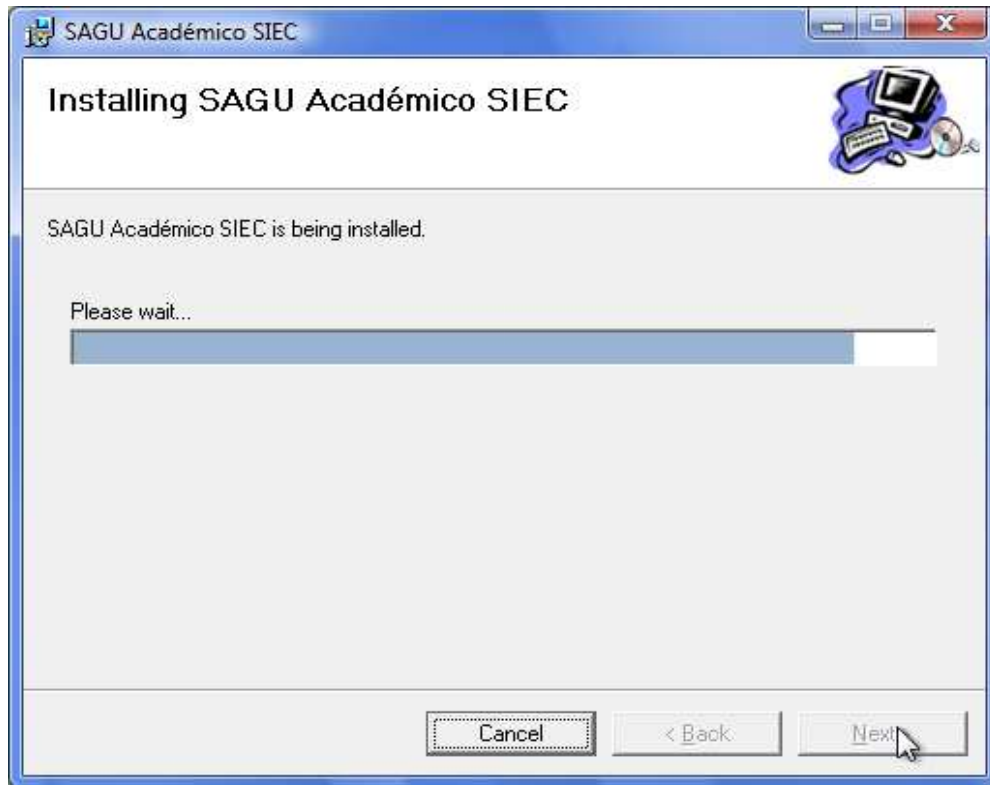 SAGU Académico SIEC
Installing SAGU Académico SIEC
SAGU Académico SIEC is being installed.
Please wait...
Cancel
< Back
Next